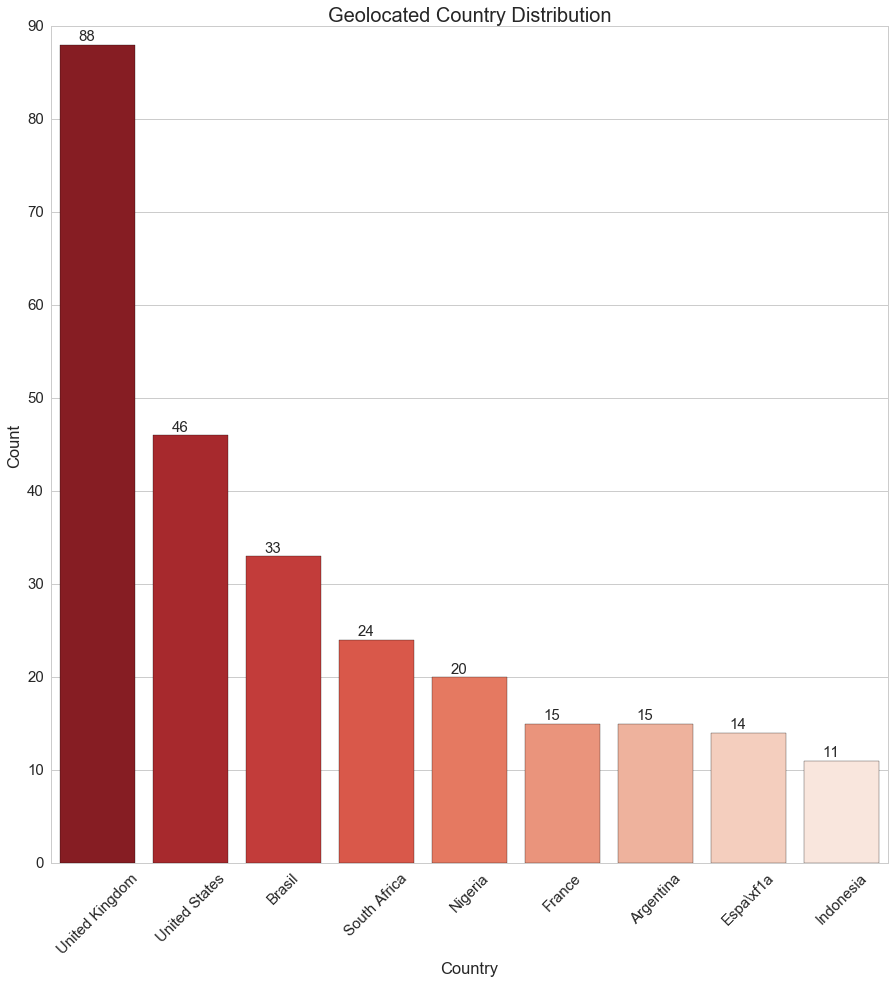 Geolocated Country Distribution
90
80
70
60
50
40
30
20
10
0
Count
88
46
33
24
20
15
15
14
11
United Kingdom
United States
Brasil
South Africa
Nigeria
France
Argentina
Espa\xf1a
Indonesia
Country